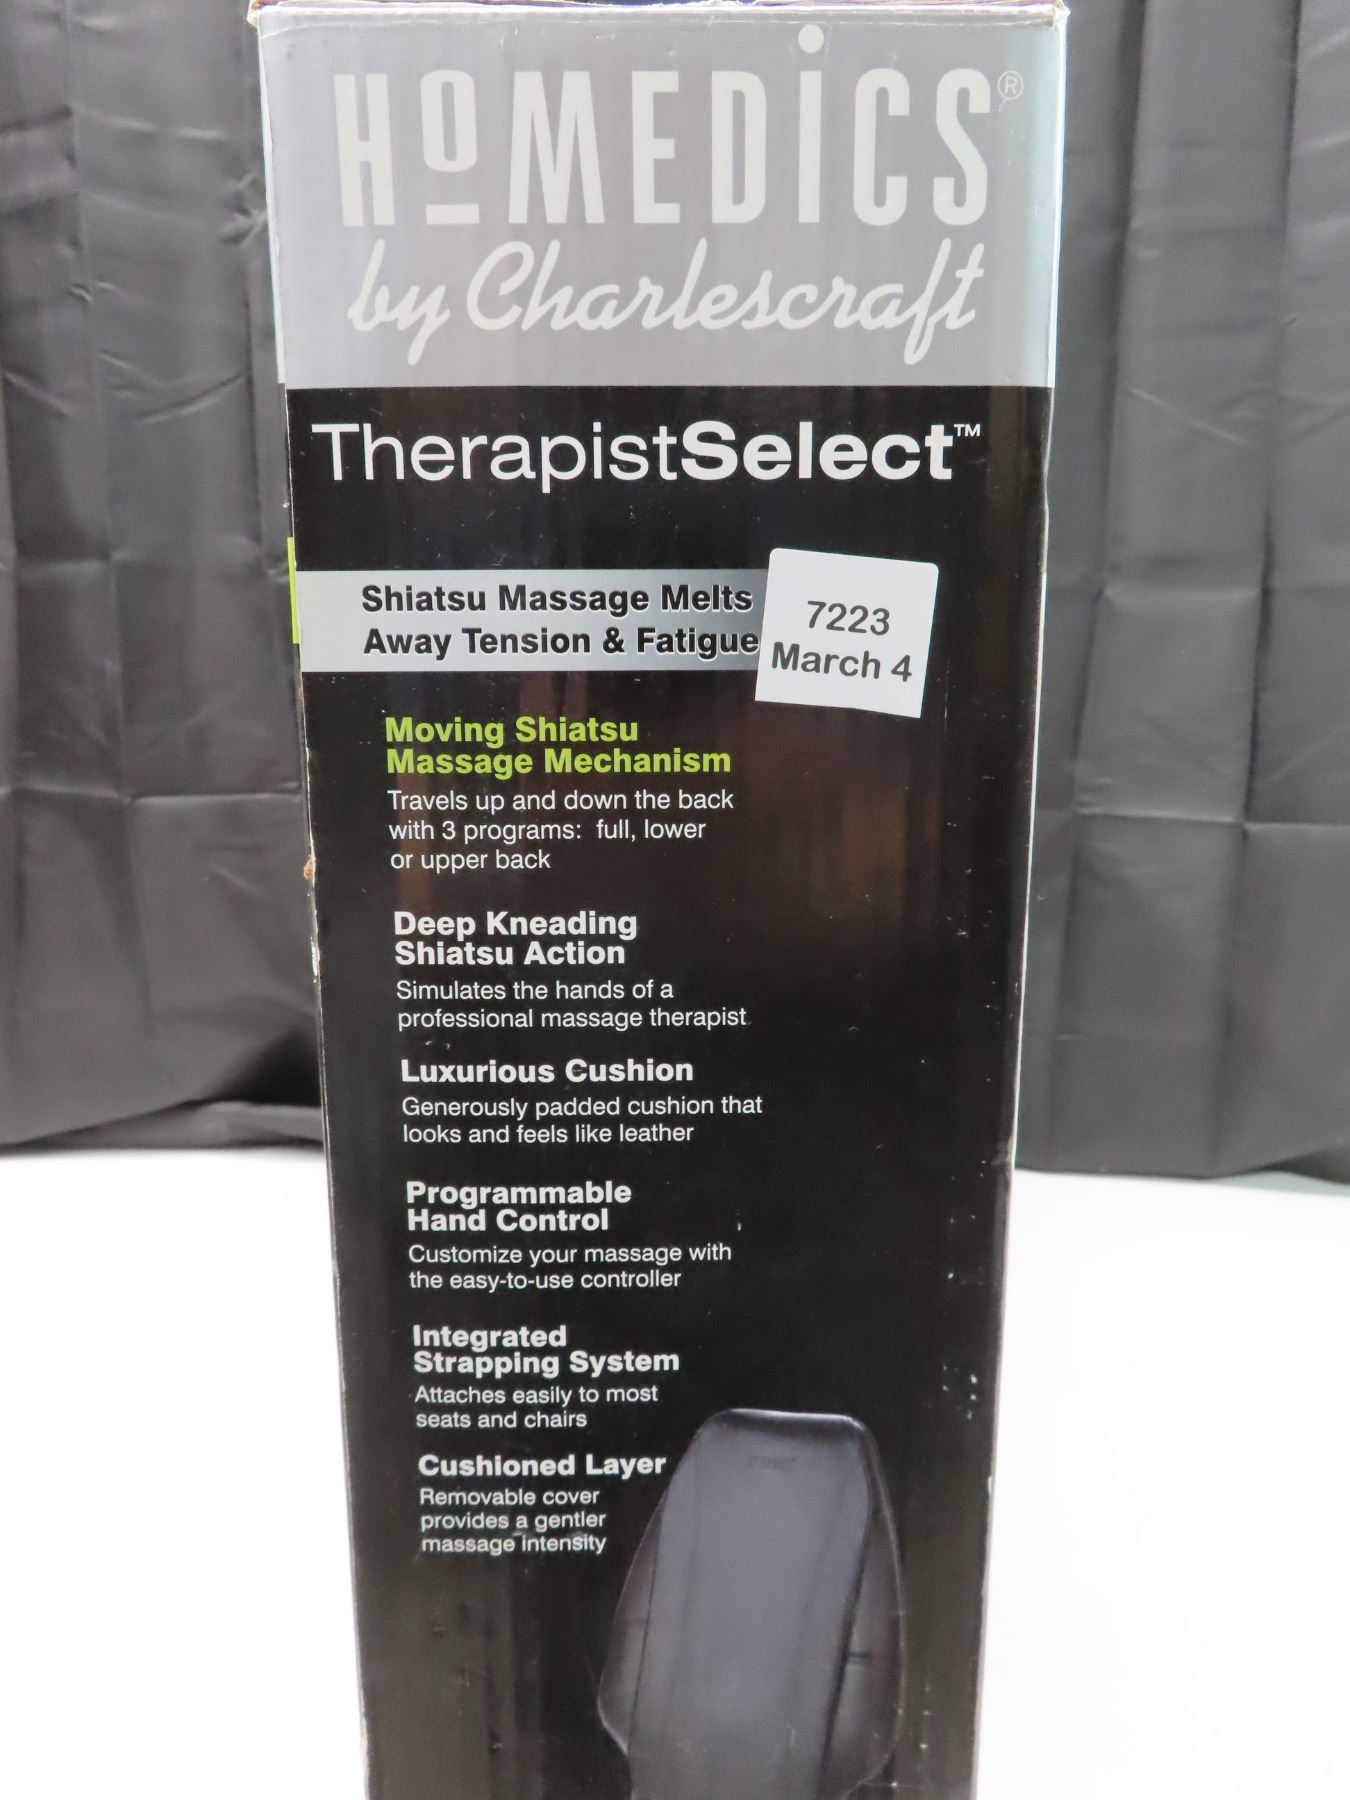 HOMEDICS®
by Charlescraft
TherapistSelect™
Shiatsu Massage Melts
Away Tension & Fatigue
7223
March 4
Moving Shiatsu
Massage Mechanism
Travels up and down the back
with 3 programs: full, lower
or upper back
Deep Kneading
Shiatsu Action
Simulates the hands of a
professional massage therapist
Luxurious Cushion
Generously padded cushion that
looks and feels like leather
Programmable
Hand Control
Customize your massage with
the easy-to-use controller
Integrated
Strapping System
Attaches easily to most
seats and chairs
Cushioned Layer
Removable cover
provides a gentler
massage intensity